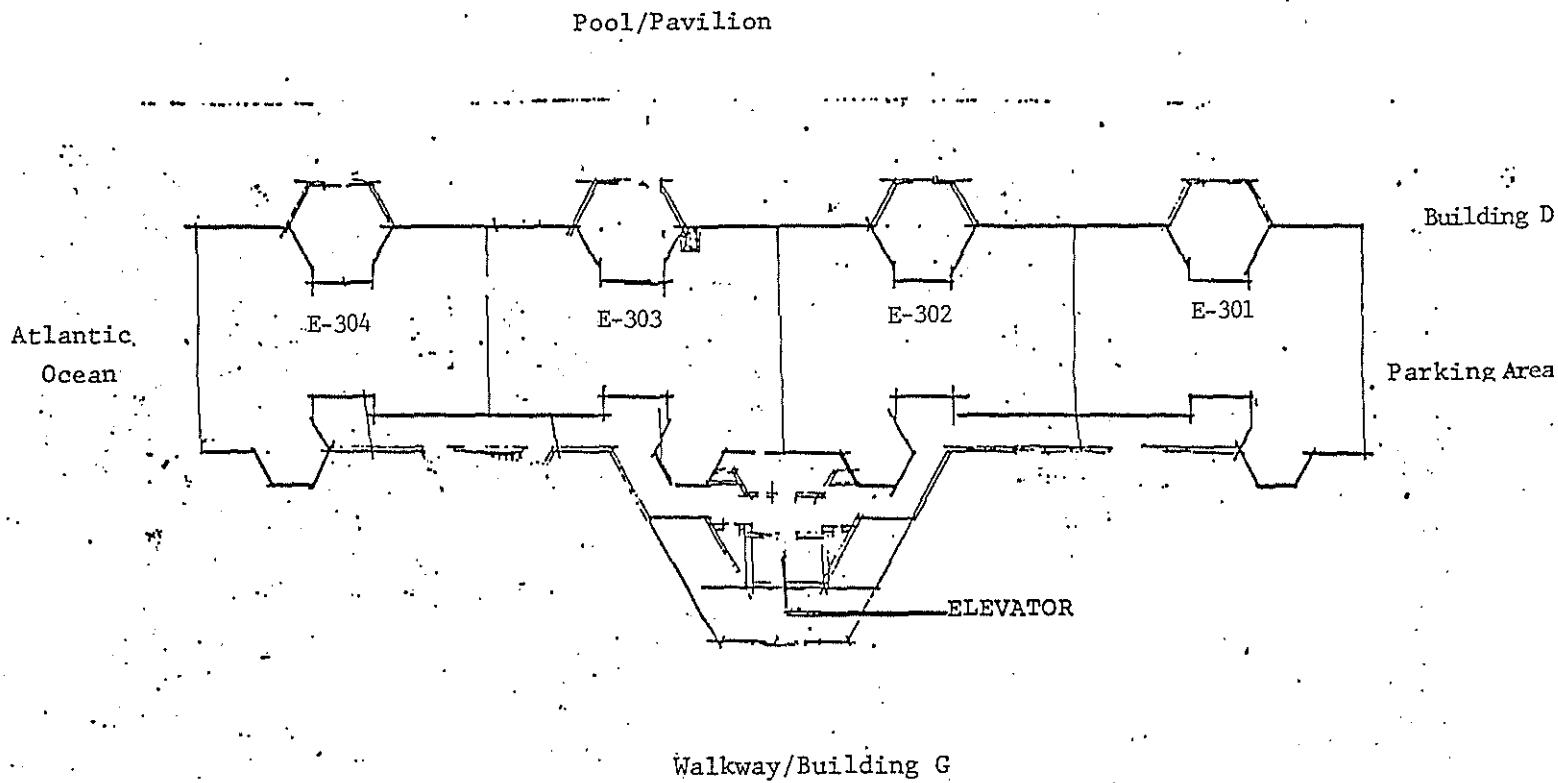 Pool/Pavilion
Building D
E-304
E-303
E-302
E-301
Atlantic
Ocean
Parking Area
ELEVATOR
Walkway/Building G